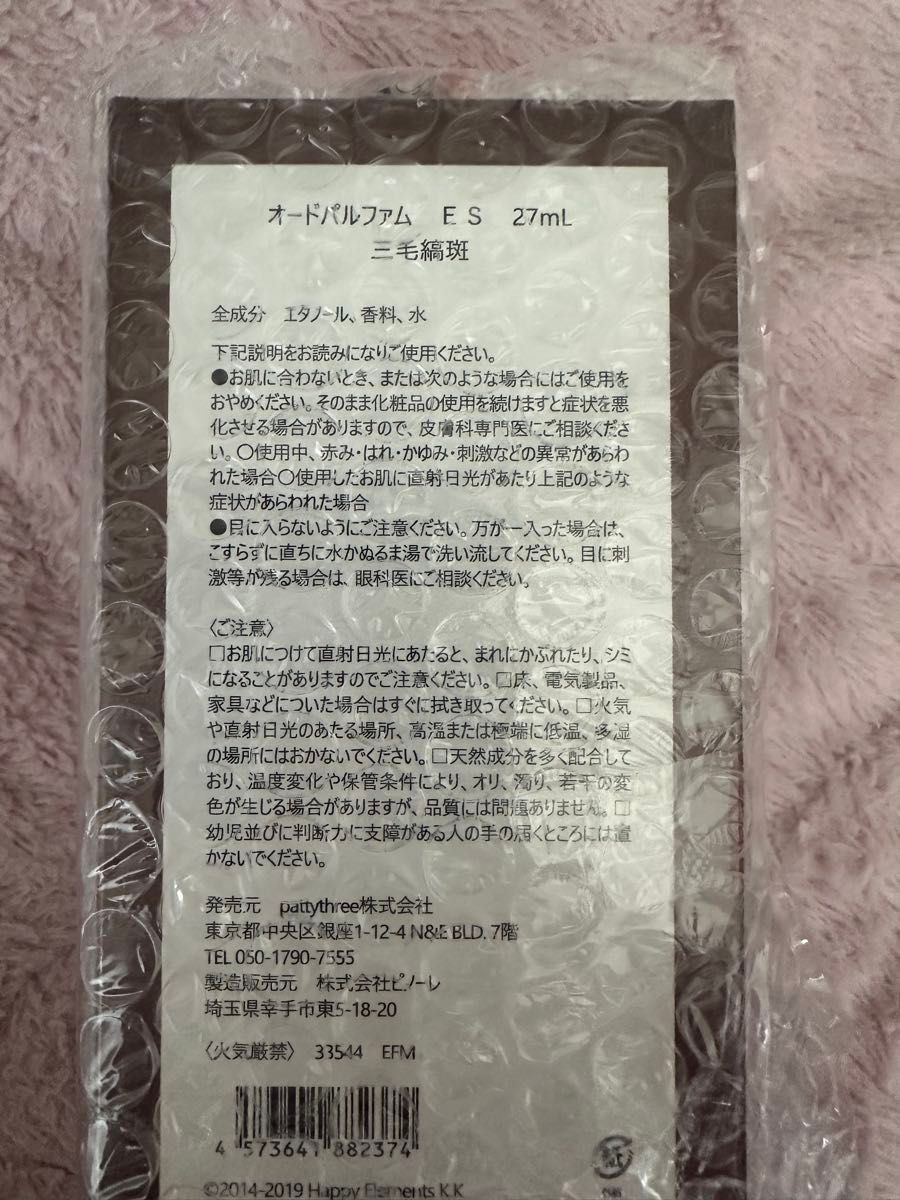 オードパルファム　ＥＳ　27mL
三毛縞斑
全成分　エタノール、香料、水
下記説明をお読みになりご使用ください。
●お肌に合わないとき、または次のような場合にはご使用を
おやめください。そのまま化粧品の使用を続けますと症状を悪
化させる場合がありますので、皮膚科専門医にご相談くださ
い。〇使用中、赤み・はれ・かゆみ・刺激などの異常があらわ
れた場合〇使用したお肌に直射日光があたり上記のような
症状があらわれた場合
●目に入らないようにご注意ください。万が一入った場合は、
こすらずに直ちに水かぬるま湯で洗い流してください。目に刺
激等が残る場合は、眼科医にご相談ください。
〈ご注意〉
□お肌につけて直射日光にあたると、まれにかぶれたり、シミ
になることがありますのでご注意ください。□床、電気製品、
家具などについた場合はすぐに拭き取ってください。□火気
や直射日光のあたる場所、高温または極端に低温、多湿
の場所にはおかないでください。□天然成分を多く配合して
おり、温度変化や保管条件により、オリ、濁り、若干の変
色が生じる場合がありますが、品質には問題ありません。□
幼児並びに判断力に支障がある人の手の届くところには置
かないでください。
発売元　pattythree株式会社
東京都中央区銀座1-12-4 N&E BLD. 7階
TEL 050-1790-7555
製造販売元　株式会社ピノーレ
埼玉県幸手市東5-18-20
〈火気厳禁〉　33544　EFM
4 573641 882374
紙
©2014-2019 Happy Elements K.K